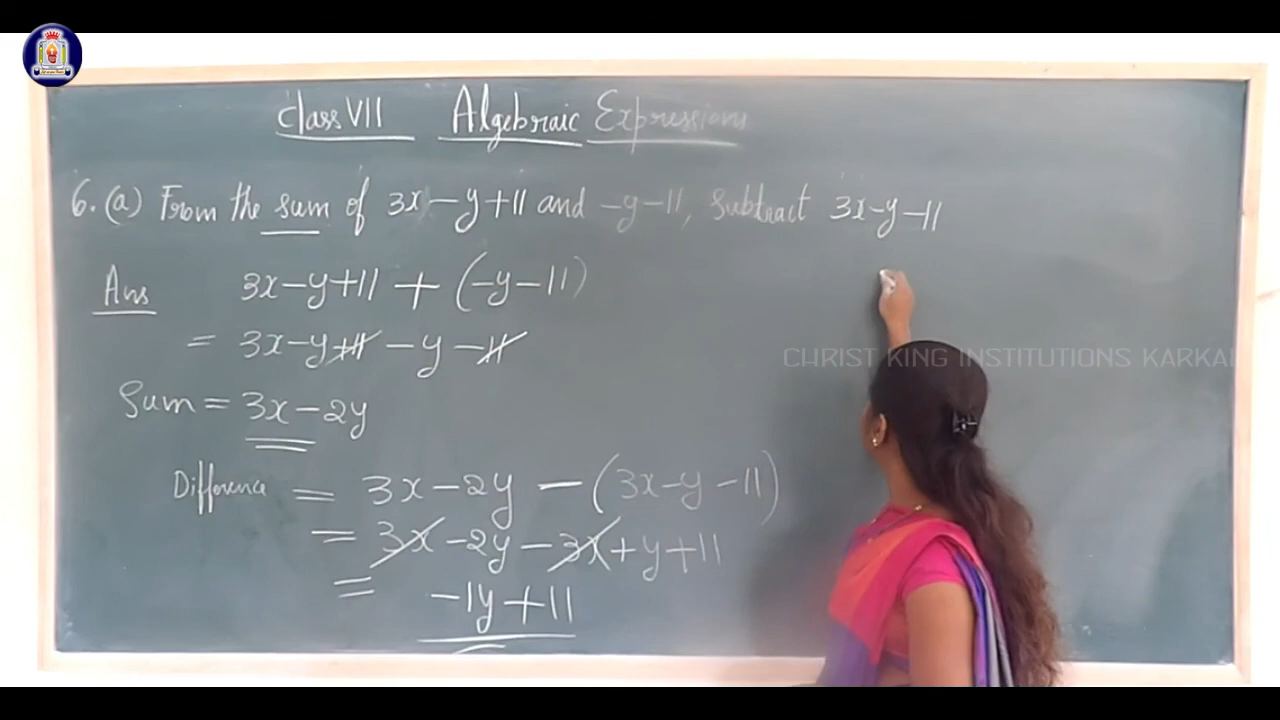 Class VII Algebraic Expressions
6. (a) From the sum of 3x - y + 11 and -y - 11, Subtract 3x - y - 11
Ans 3x - y + 11 + (-y - 11)
= 3x - y + 11 - y - 11
CHRIST KING INSTITUTIONS KARKAL
Sum = 3x - 2y
Difference = 3x - 2y - (3x - y - 11)
= 3x - 2y - 3x + y + 11
= -1y + 11